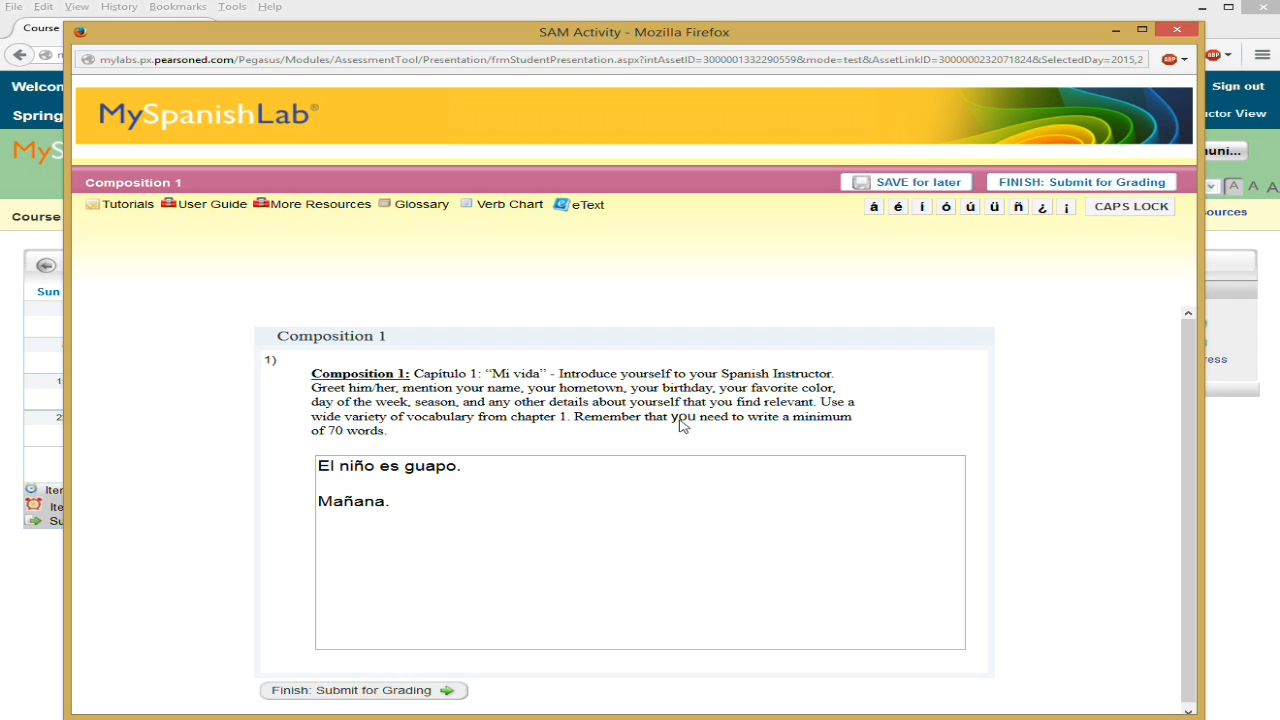 File Edit View History Bookmarks Tools Help
Course
SAM Activity - Mozilla Firefox
mylabs.px.pearsoned.com/Pegasus/Modules/AssessmentTool/Presentation/frmStudentPresentation.aspx?intAssetID=3000001332290559&mode=test&AssetLinkID=3000000232071824&SelectedDay=2015,2
ABP
ABP
Welcom
Sign out
Spring
ctor View
MySpanishLab®
MyS
Composition 1
SAVE for later
FINISH: Submit for Grading
A A A
Tutorials User Guide More Resources Glossary Verb Chart eText
á é í ó ú ü ñ ¿ ¡ CAPS LOCK
Course
ources
Sun
Composition 1
1)
Composition 1: Capítulo 1: “Mi vida” - Introduce yourself to your Spanish Instructor.
Greet him/her, mention your name, your hometown, your birthday, your favorite color,
day of the week, season, and any other details about yourself that you find relevant. Use a
wide variety of vocabulary from chapter 1. Remember that you need to write a minimum
of 70 words.
ress
El niño es guapo.
Mañana.
Iter
Ite
Su
Finish: Submit for Grading